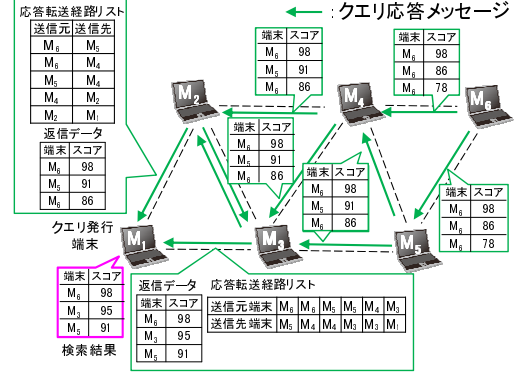 ：クエリ応答メッセージ
応答転送経路リスト
送信元 送信先
M6 M5
M6 M4
M5 M4
M4 M2
M2 M1
返信データ
端末 スコア
M6 98
M5 91
M6 86
端末 スコア
M6 98
M5 91
M6 86
端末 スコア
M6 98
M6 86
M6 78
M2
M4
M6
端末 スコア
M6 98
M5 91
M6 86
端末 スコア
M6 98
M5 91
M6 86
端末 スコア
M6 98
M6 86
M6 78
クエリ発行
端末
M1
M3
M5
端末 スコア
M6 98
M3 95
M5 91
検索結果
返信データ
端末 スコア
M6 98
M3 95
M5 91
応答転送経路リスト
送信元端末 M6 M6 M5 M5 M4 M3
送信先端末 M5 M4 M4 M3 M3 M1